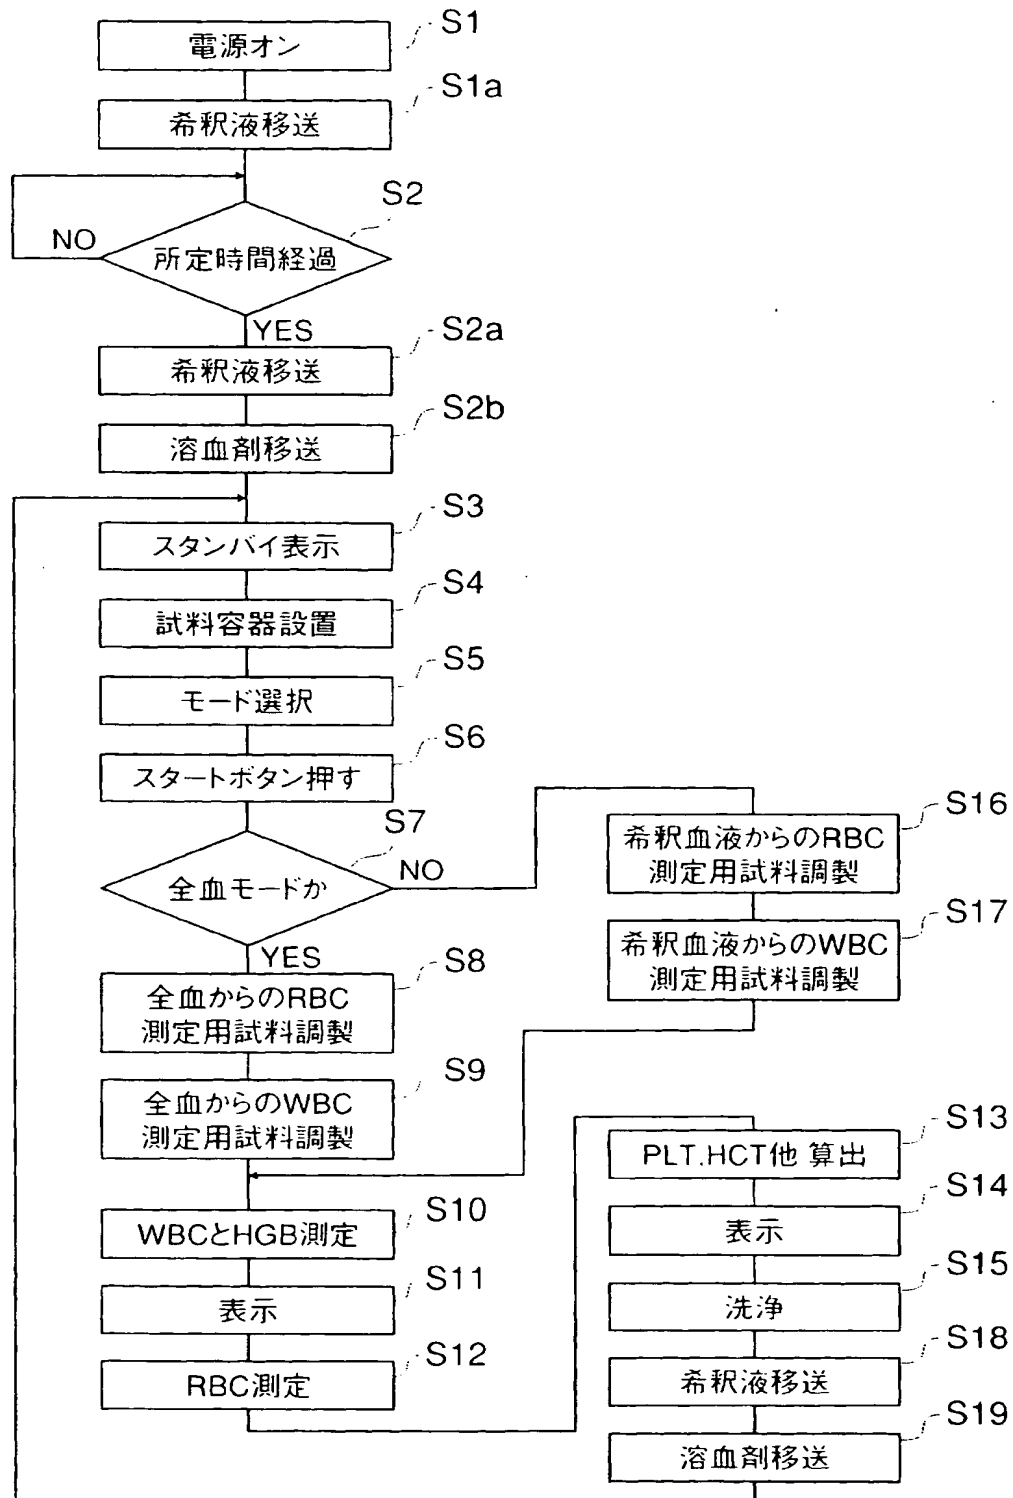 S1
電源オン
S1a
希釈液移送
S2
NO
所定時間経過
YES
S2a
希釈液移送
S2b
溶血剤移送
S3
スタンバイ表示
S4
試料容器設置
S5
モード選択
S6
スタートボタン押す
S7
全血モードか
NO
YES
S8
全血からのRBC
測定用試料調製
S9
全血からのWBC
測定用試料調製
S16
希釈血液からのRBC
測定用試料調製
S17
希釈血液からのWBC
測定用試料調製
S10
WBCとHGB測定
S11
表示
S12
RBC測定
S13
PLT.HCT他 算出
S14
表示
S15
洗浄
S18
希釈液移送
S19
溶血剤移送